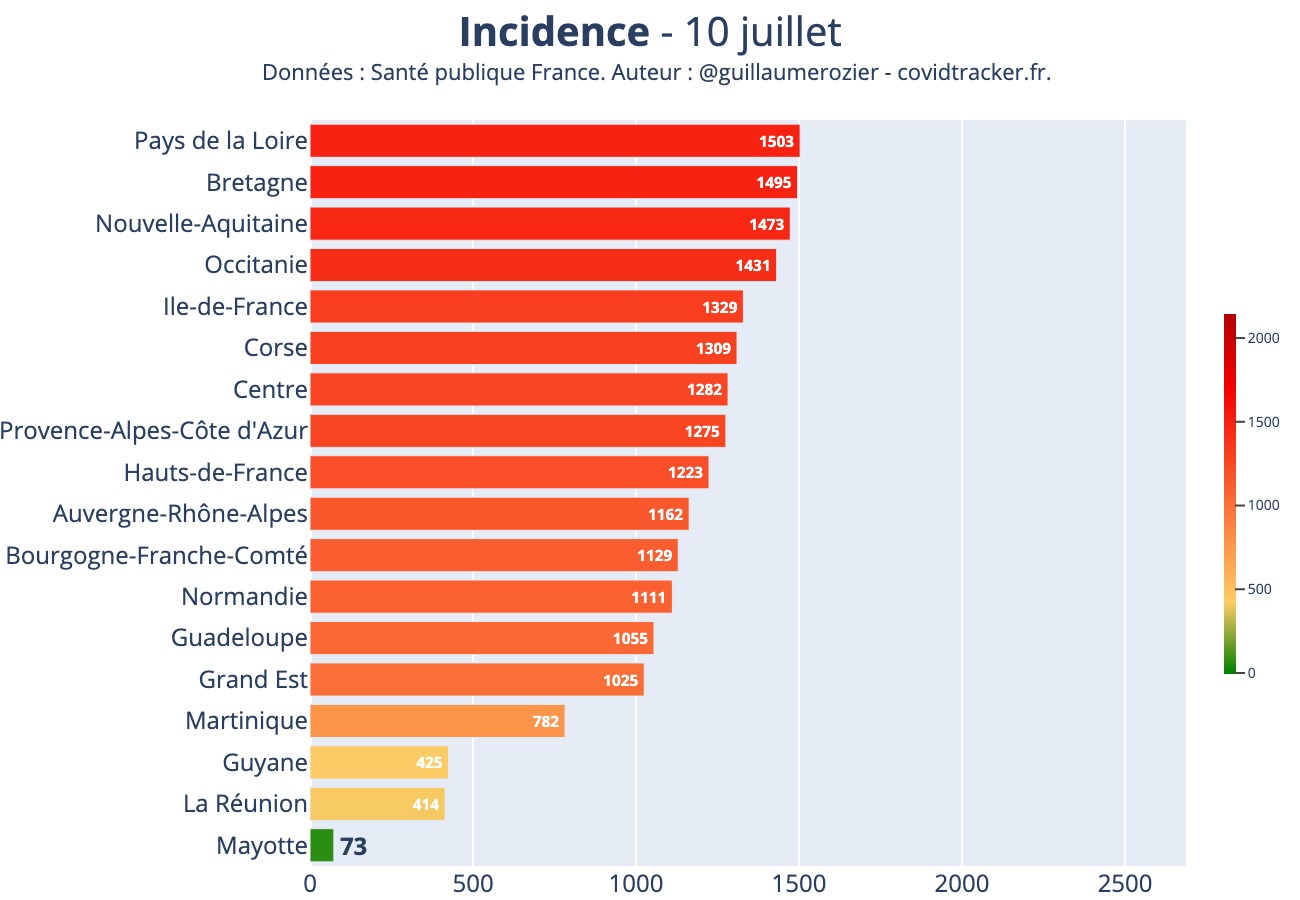 Incidence - 10 juillet
Données : Santé publique France. Auteur : @guillaumerozier - covidtracker.fr.
Pays de la Loire 1503
Bretagne 1495
Nouvelle-Aquitaine 1473
Occitanie 1431
Ile-de-France 1329
Corse 1309
Centre 1282
Provence-Alpes-Côte d'Azur 1275
Hauts-de-France 1223
Auvergne-Rhône-Alpes 1162
Bourgogne-Franche-Comté 1129
Normandie 1111
Guadeloupe 1055
Grand Est 1025
Martinique 782
Guyane 425
La Réunion 414
Mayotte 73
0 500 1000 1500 2000 2500
2000
1500
1000
500
0